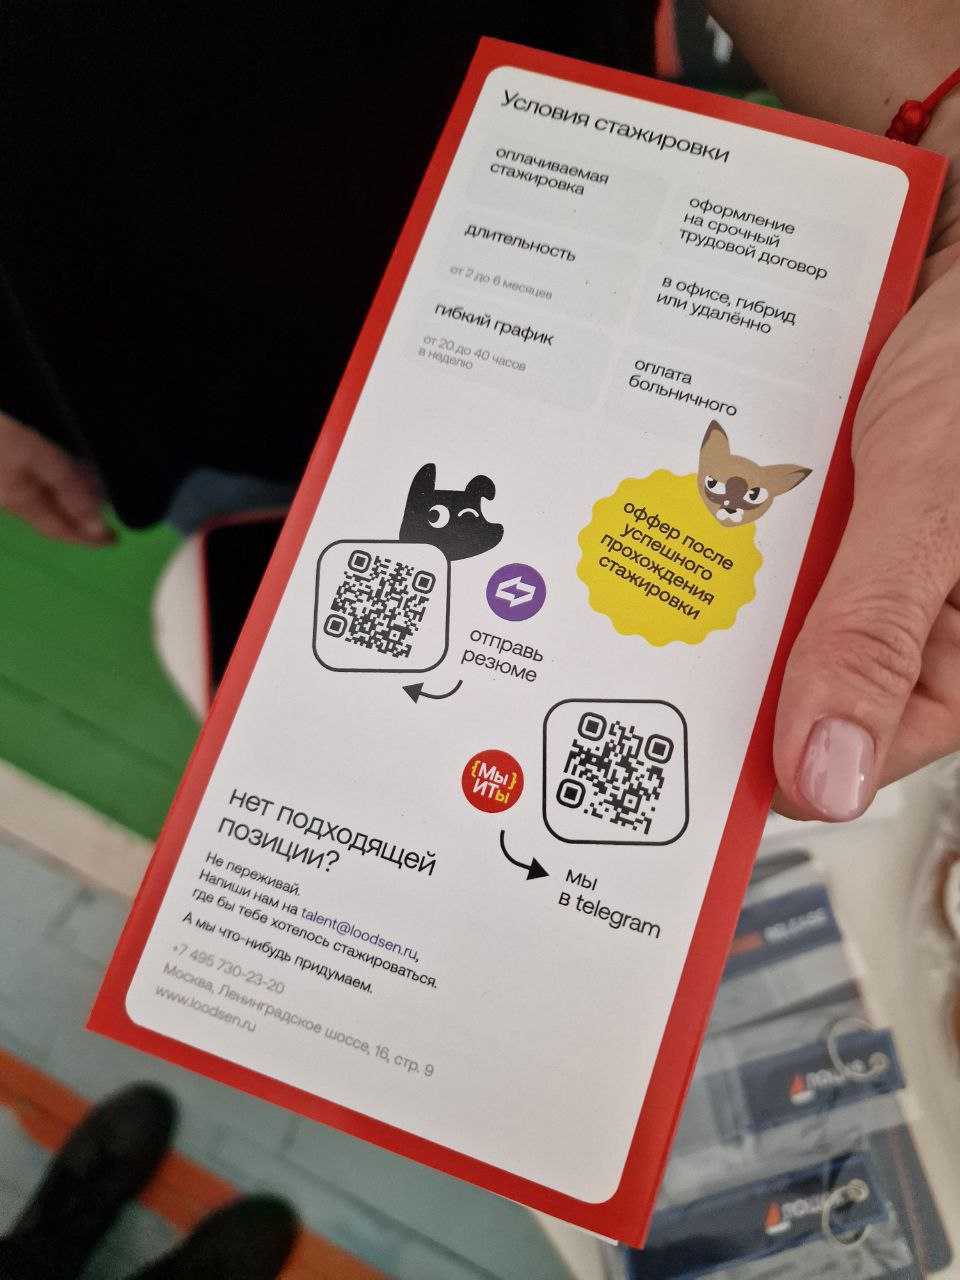 Условия стажировки
оплачиваемая
стажировка
оформление
на срочный
трудовой договор
длительность
от 2 до 6 месяцев
в офисе, гибрид
или удалённо
гибкий график
от 20 до 40 часов
в неделю
оплата
больничного
оффер после
успешного
прохождения
стажировки
отправь
резюме
{Мы}
ИТы
мы
в telegram
нет подходящей
позиции?
Не переживай.
Напиши нам на talent@loodsen.ru,
где бы тебе хотелось стажироваться.
А мы что-нибудь придумаем.
+7 495 730-23-20
Москва, Ленинградское шоссе, 16, стр. 9
www.loodsen.ru
RELEASE